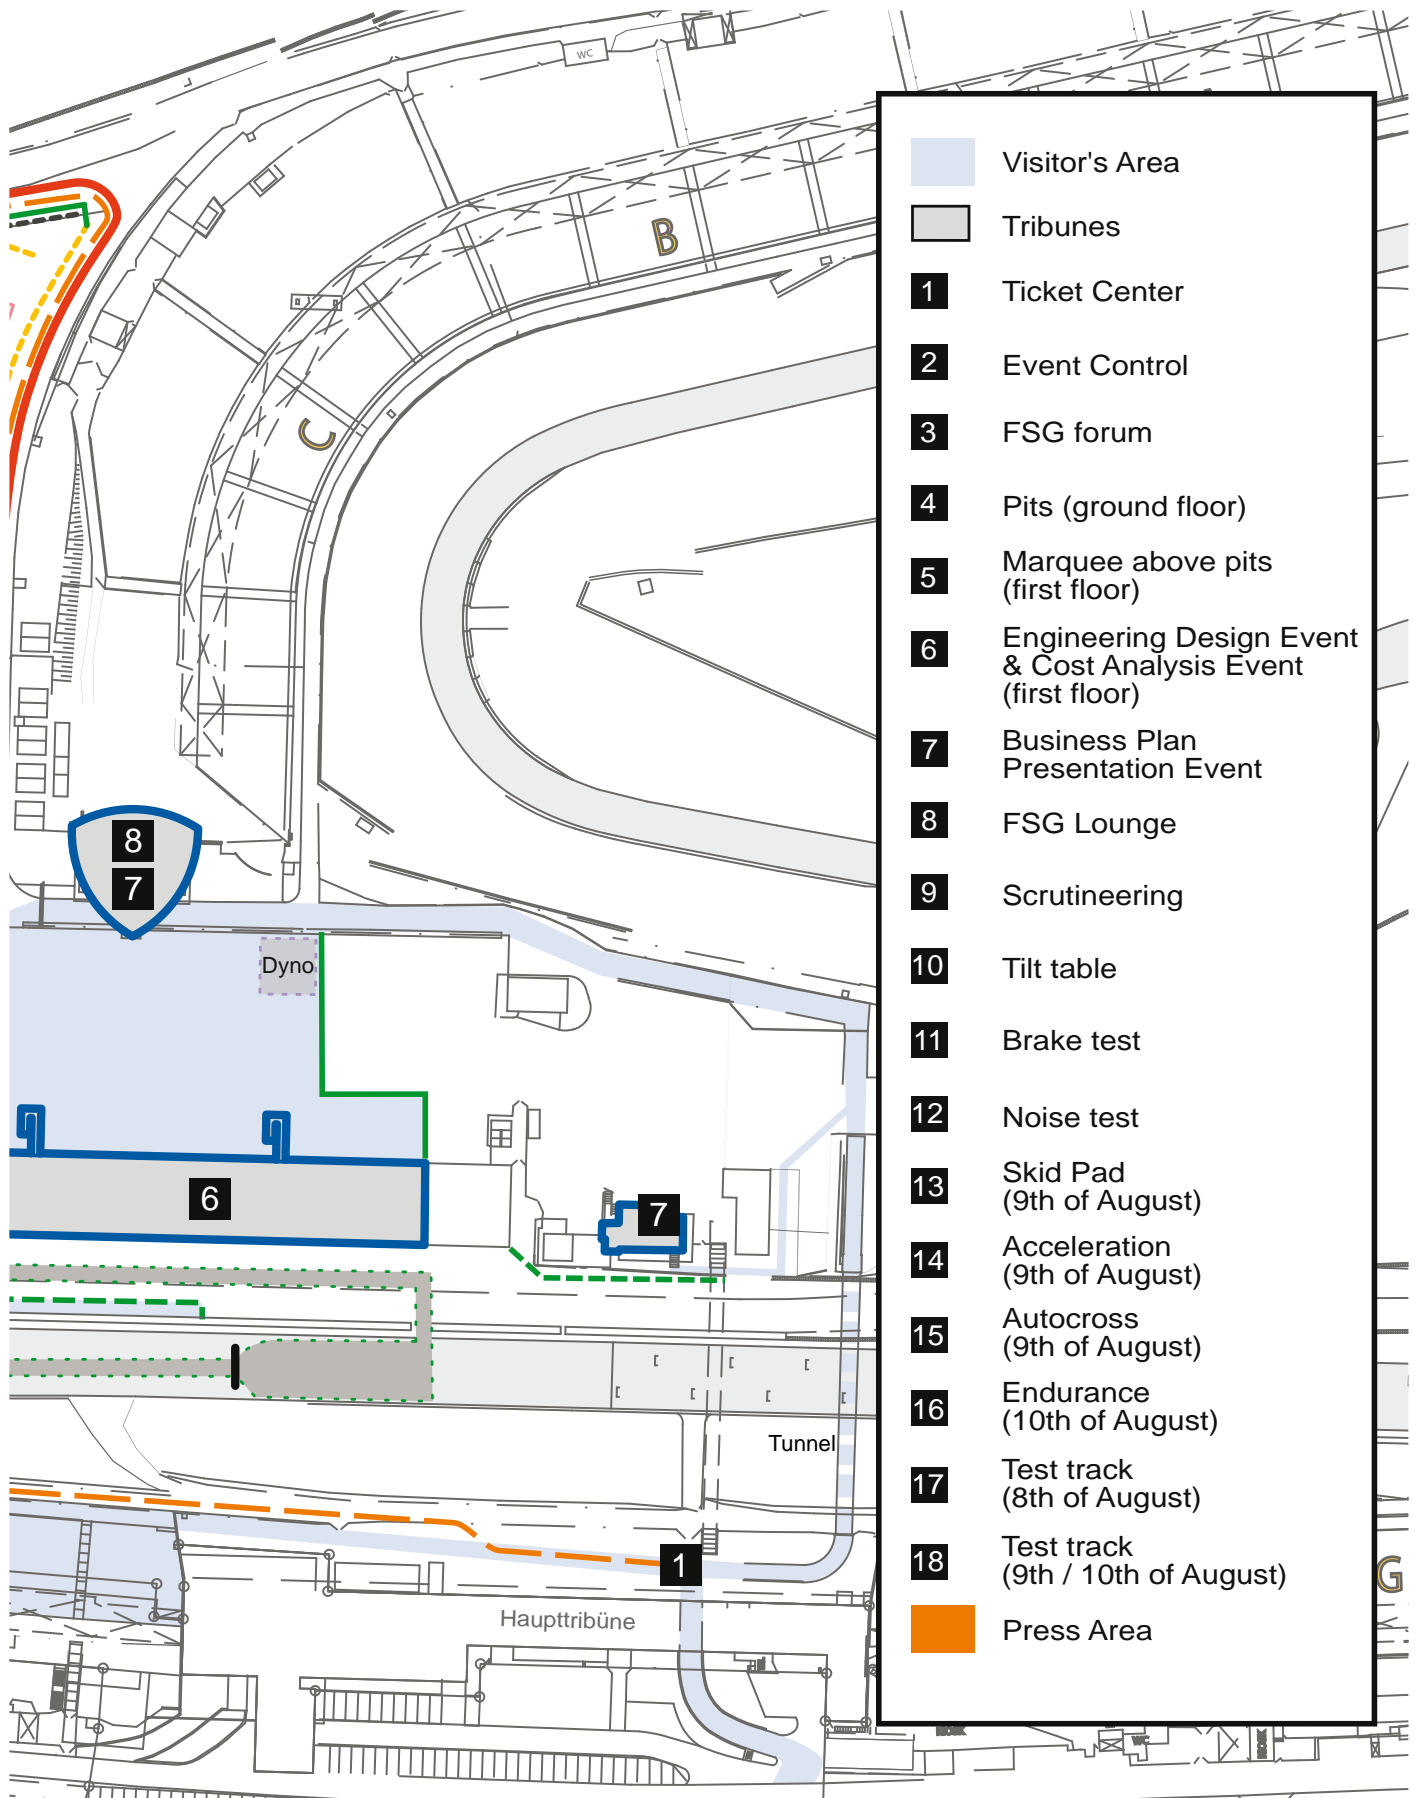 WC
B
C
8
7
Dyno
6
7
Tunnel
1
Haupttribüne
Visitor's Area
Tribunes
1 Ticket Center
2 Event Control
3 FSG forum
4 Pits (ground floor)
5 Marquee above pits
(first floor)
6 Engineering Design Event
& Cost Analysis Event
(first floor)
7 Business Plan
Presentation Event
8 FSG Lounge
9 Scrutineering
10 Tilt table
11 Brake test
12 Noise test
13 Skid Pad
(9th of August)
14 Acceleration
(9th of August)
15 Autocross
(9th of August)
16 Endurance
(10th of August)
17 Test track
(8th of August)
18 Test track
(9th / 10th of August)
Press Area
G
WC